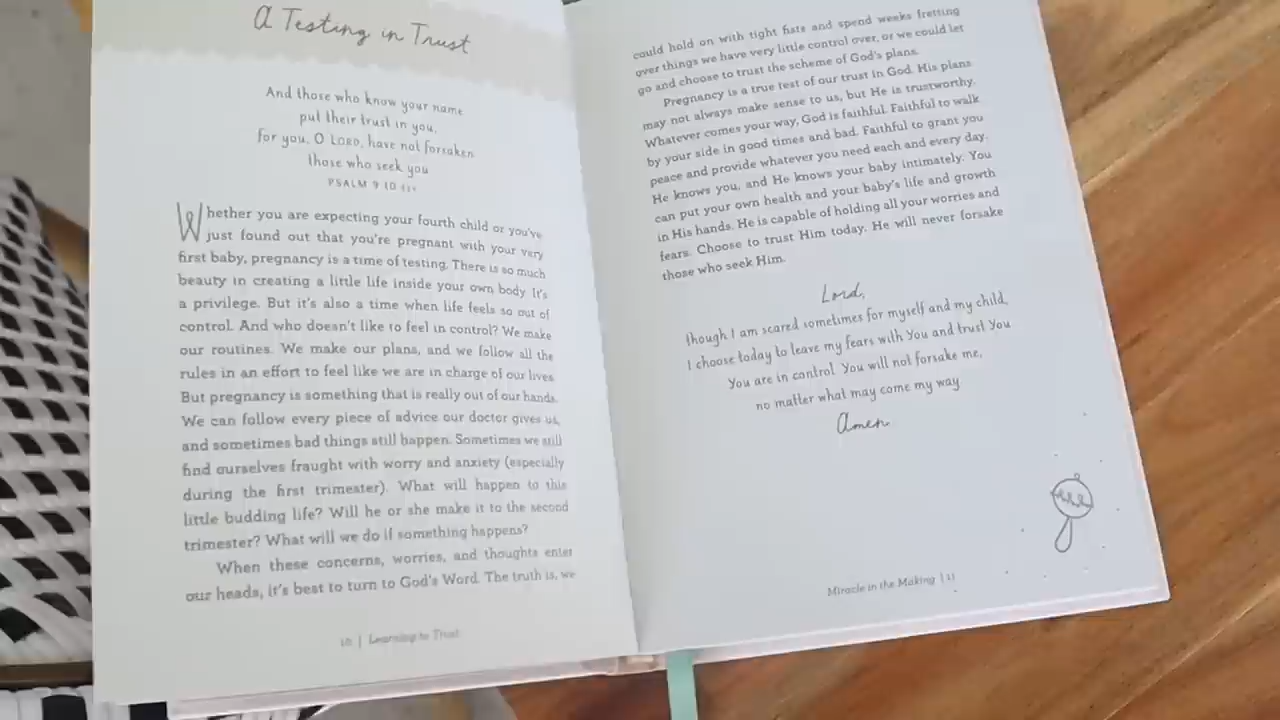 A Testing in Trust
And those who know your name
put their trust in you,
for you, O LORD, have not forsaken
those who seek you
PSALM 9 10
Whether you are expecting your fourth child or you've
just found out that you're pregnant with your very
first baby, pregnancy is a time of testing. There is so much
beauty in creating a little life inside your own body. It's
a privilege. But it's also a time when life feels so out of
control. And who doesn't like to feel in control? We make
our routines. We make our plans, and we follow all the
rules in an effort to feel like we are in charge of our lives.
But pregnancy is something that is really out of our hands.
We can follow every piece of advice our doctor gives us,
and sometimes bad things still happen. Sometimes we still
find ourselves fraught with worry and anxiety (especially
during the first trimester). What will happen to this
little budding life? Will he or she make it to the second
trimester? What will we do if something happens?
When these concerns, worries, and thoughts enter
our heads, it's best to turn to God's Word. The truth is, we
10 | Learning to Trust
could hold on with tight fists and spend weeks fretting
over things we have very little control over, or we could let
go and choose to trust the scheme of God's plans.
Pregnancy is a true test of our trust in God. His plans
may not always make sense to us, but He is trustworthy.
Whatever comes your way, God is faithful. Faithful to walk
by your side in good times and bad. Faithful to grant you
peace and provide whatever you need each and every day.
He knows you, and He knows your baby intimately. You
can put your own health and your baby's life and growth
in His hands. He is capable of holding all your worries and
fears. Choose to trust Him today. He will never forsake
those who seek Him.
Lord,
though I am scared sometimes for myself and my child,
I choose today to leave my fears with You and trust You
You are in control. You will not forsake me,
no matter what may come my way.
Amen
Miracle in the Making | 11